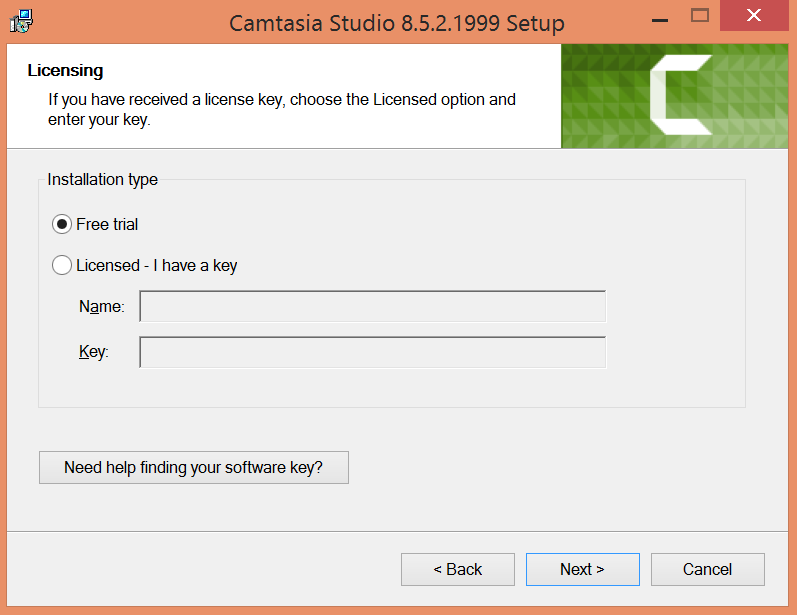 Camtasia Studio 8.5.2.1999 Setup
Licensing
If you have received a license key, choose the Licensed option and
enter your key.
Installation type
Free trial
Licensed - I have a key
Name:
Key:
Need help finding your software key?
< Back
Next >
Cancel